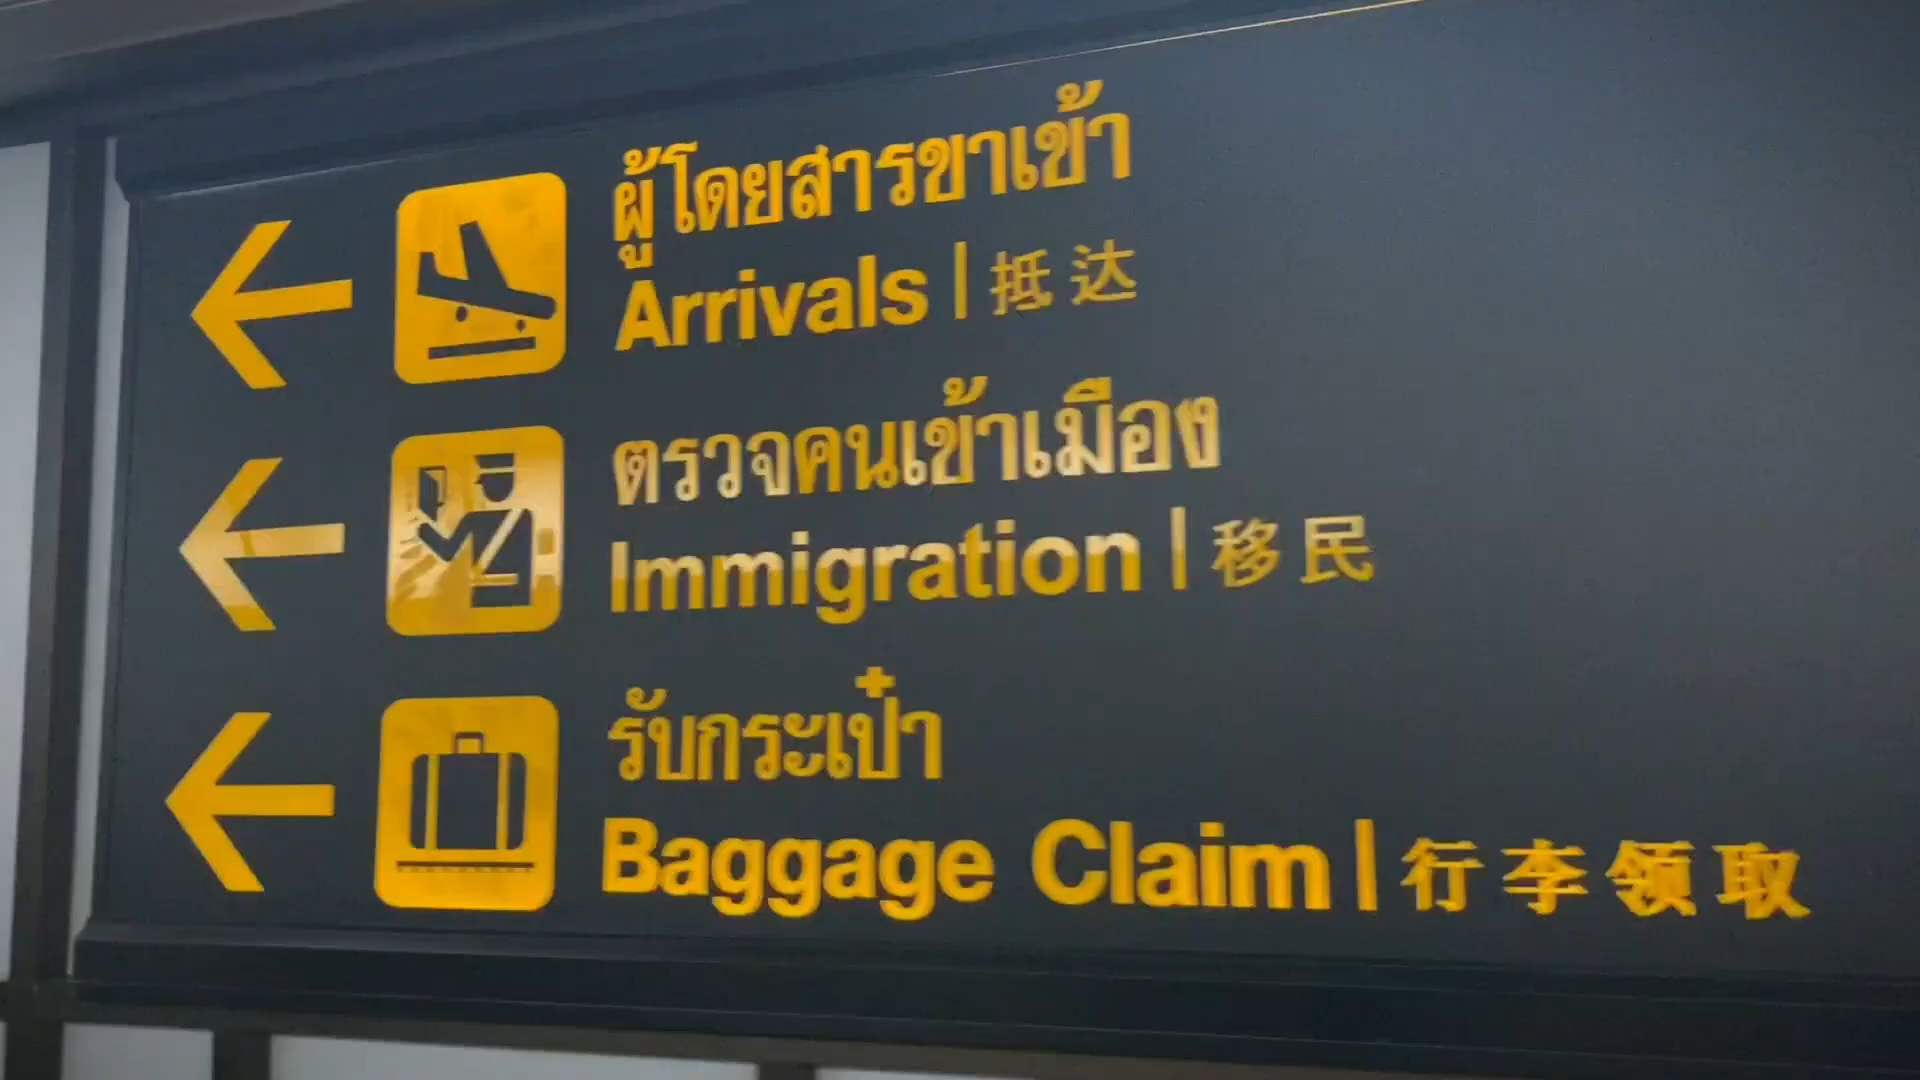 ผู้โดยสารขาเข้า
Arrivals | 抵达
ตรวจคนเข้าเมือง
Immigration | 移民
รับกระเป๋า
Baggage Claim | 行李领取